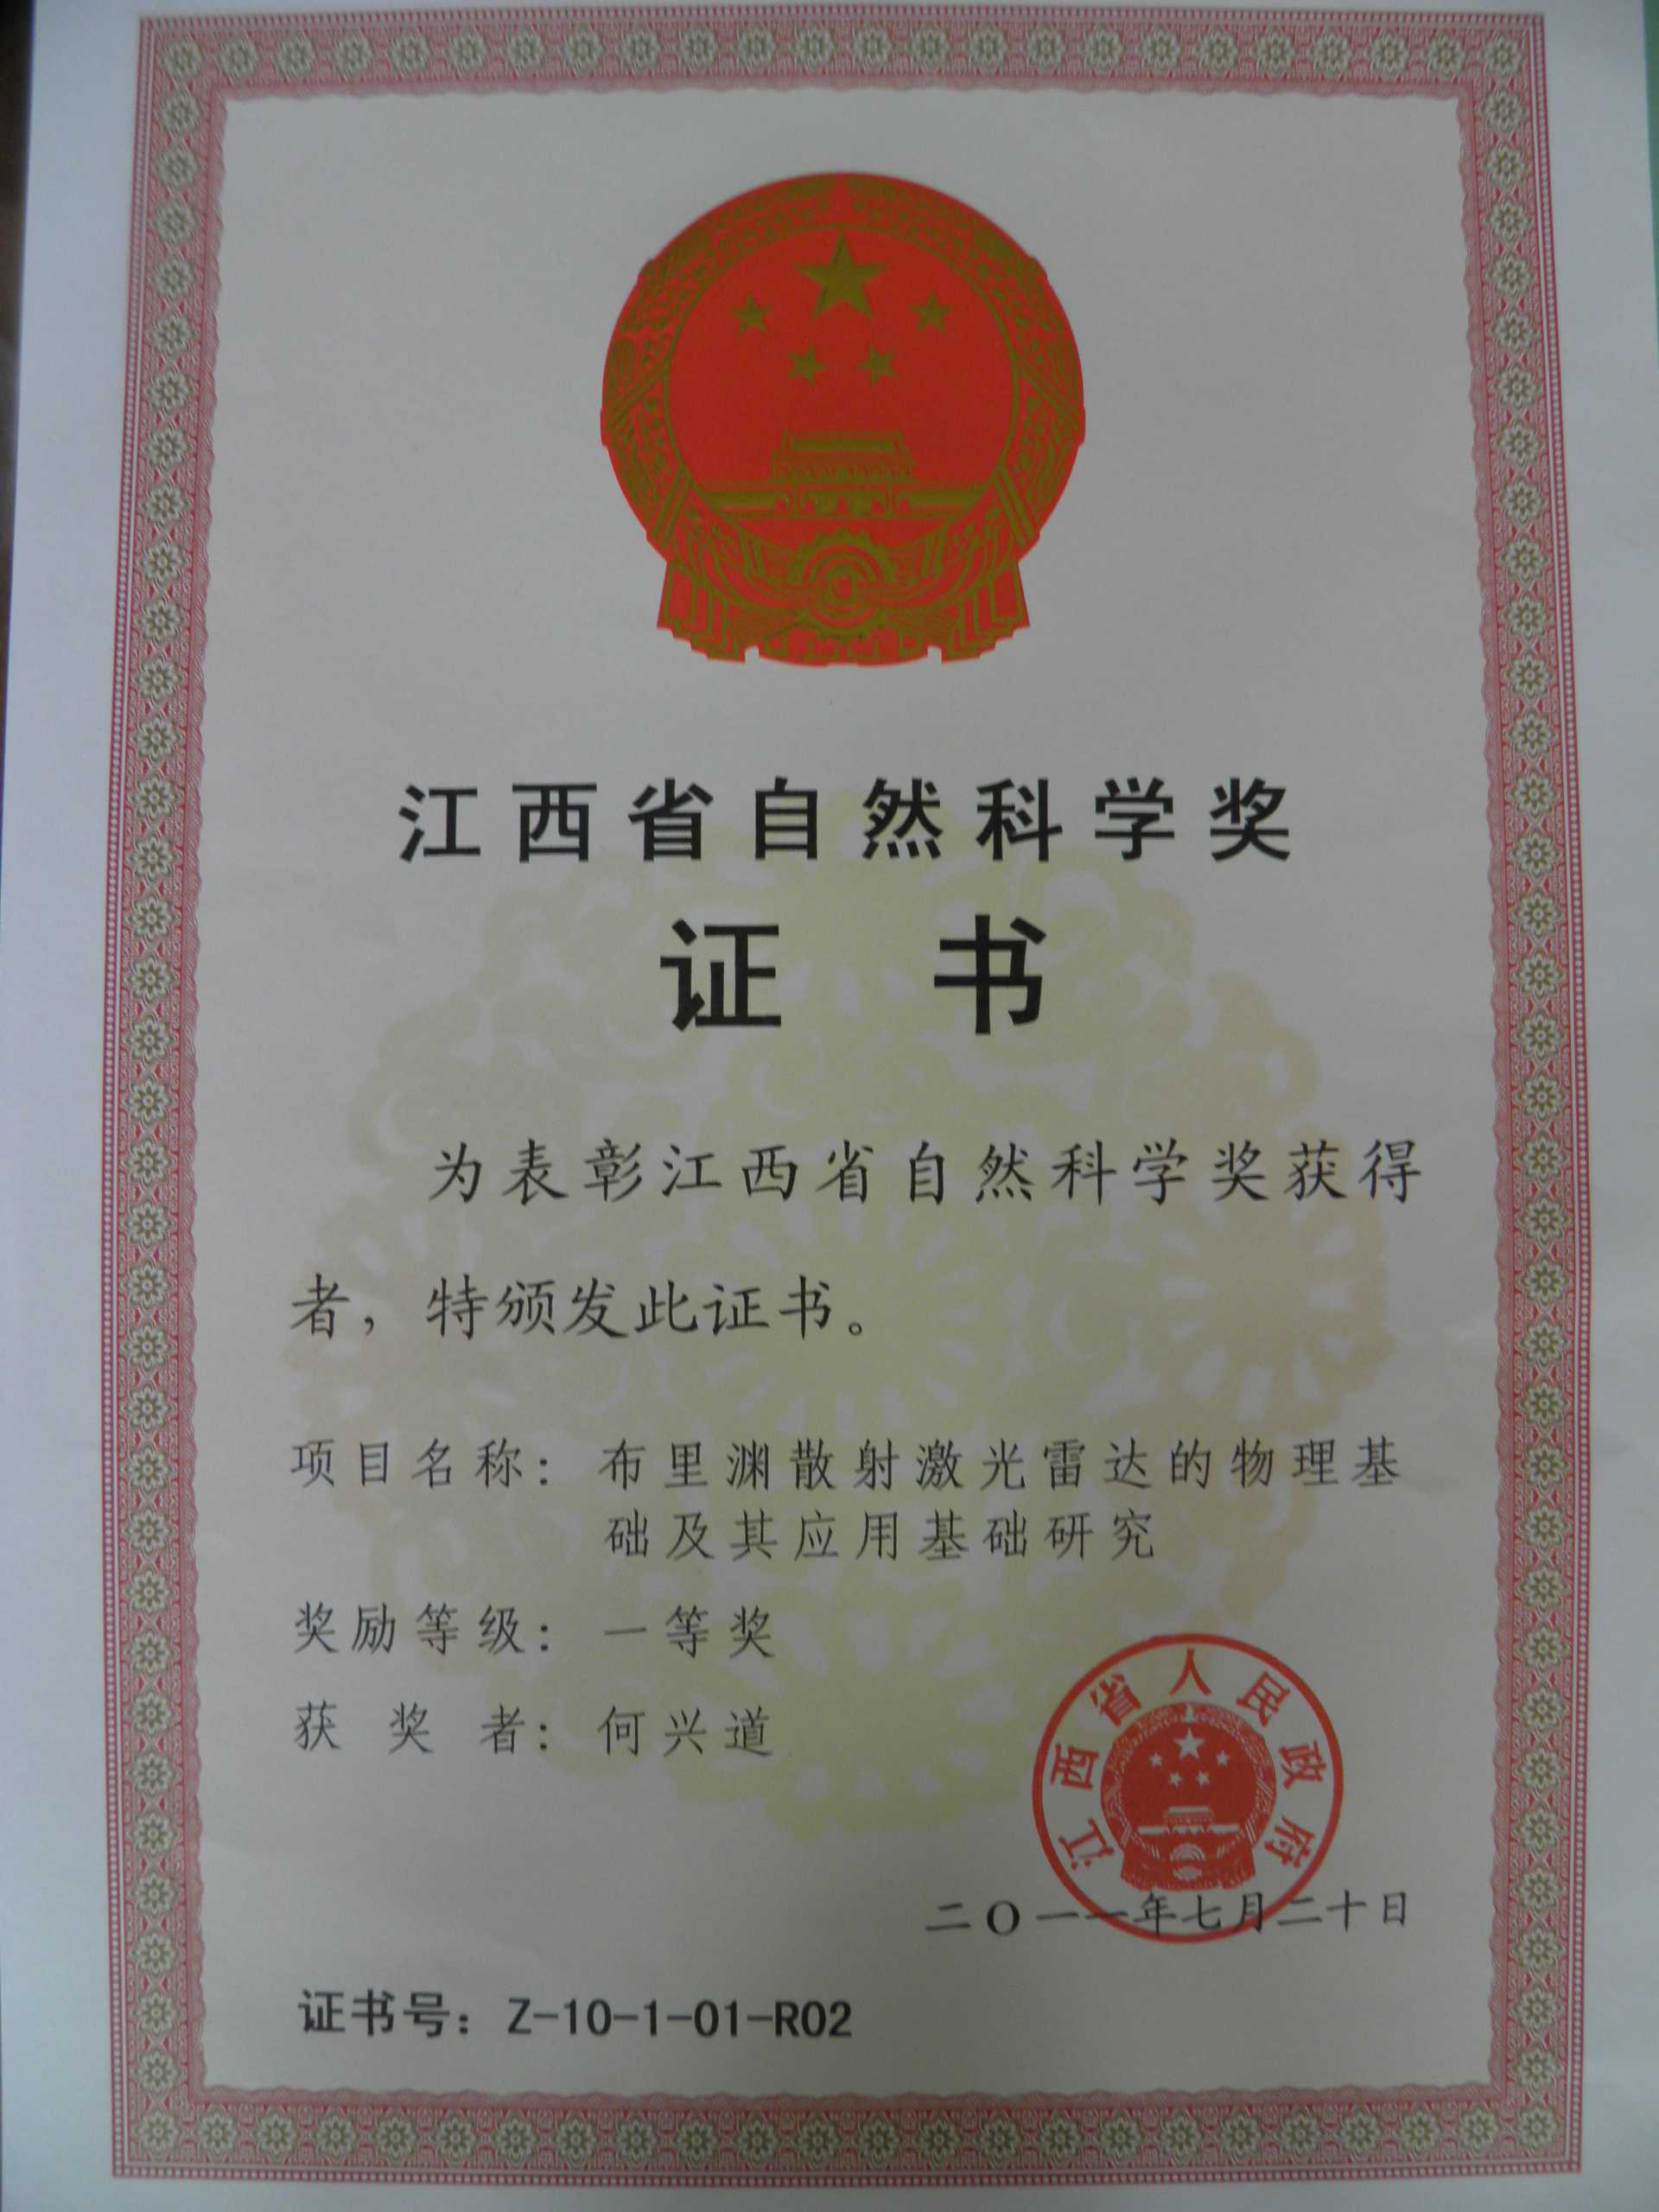 江西省自然科学奖
证书
为表彰江西省自然科学奖获得
者，特颁发此证书。
项目名称：布里渊散射激光雷达的物理基
础及其应用基础研究
奖励等级：一等奖
获奖者：何兴道
江西省人民政府
二〇一一年七月二十日
证书号：Z-10-1-01-R02